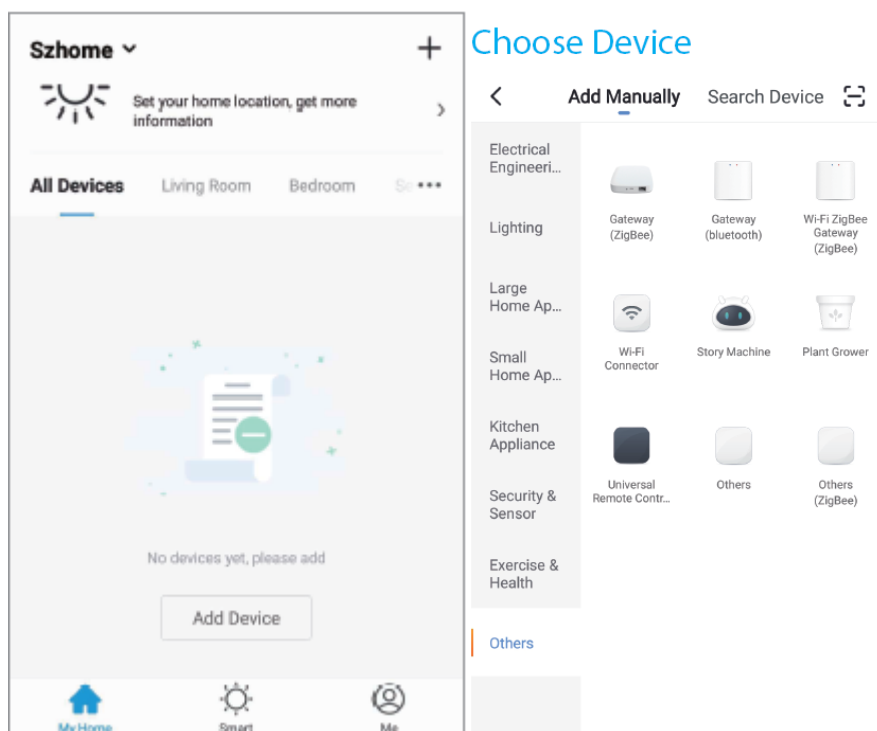 Szhome
Set your home location, get more
information
All Devices
Living Room
Bedroom
My Home
Smart
Me
No devices yet, please add
Add Device
Choose Device
Add Manually
Search Device
Electrical
Engineeri...
Lighting
Large
Home Ap...
Small
Home Ap...
Kitchen
Appliance
Security &
Sensor
Exercise &
Health
Others
Gateway
(ZigBee)
Gateway
(bluetooth)
Wi-Fi ZigBee
Gateway
(ZigBee)
Wi-Fi
Connector
Story Machine
Plant Grower
Universal
Remote Contr...
Others
Others
(ZigBee)